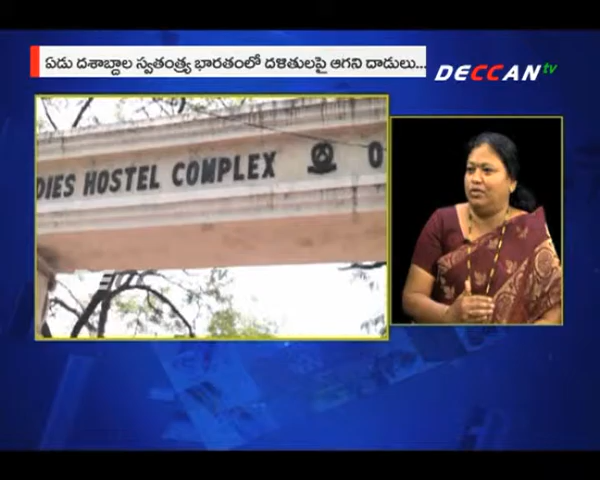 ఏడు దశాబ్దాల స్వతంత్ర్య భారతంలో దళితులపై ఆగని దాడులు...
DECCAN tv
DIES HOSTEL COMPLEX O